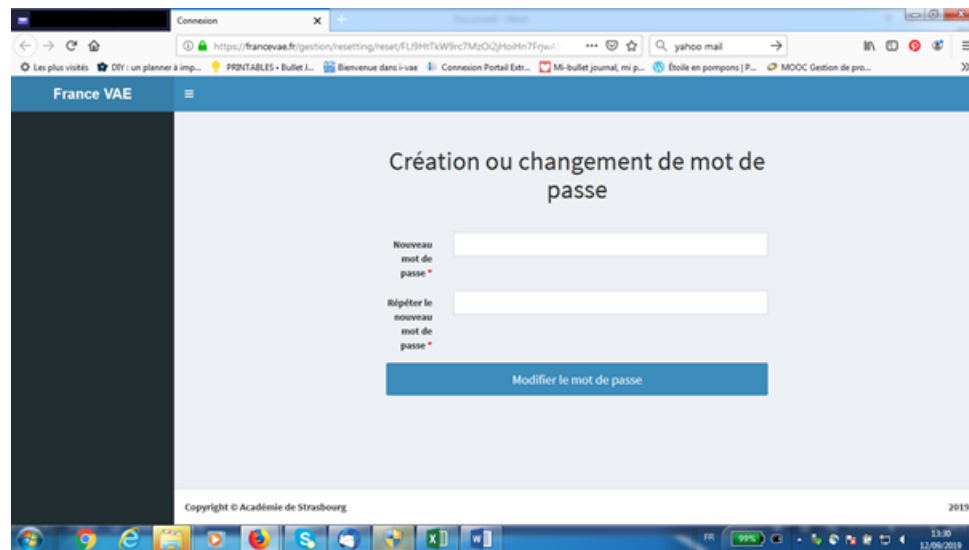 Connexion
https://francevae.fr/gestion/resetting/reset/
yahoo mail
Les plus visités DIY : un planner à imp... PRINTABLES • Bullet J... Bienvenue dans i-vae Connexion Portail Extr... Mi-bullet journal, mi p... Étoile en pompons | P... MOOC Gestion de pro...
France VAE
Création ou changement de mot de
passe
Nouveau
mot de
passe *
Répéter le
nouveau
mot de
passe *
Modifier le mot de passe
Copyright © Académie de Strasbourg 2019
FR 99% 13:30
12/09/2019